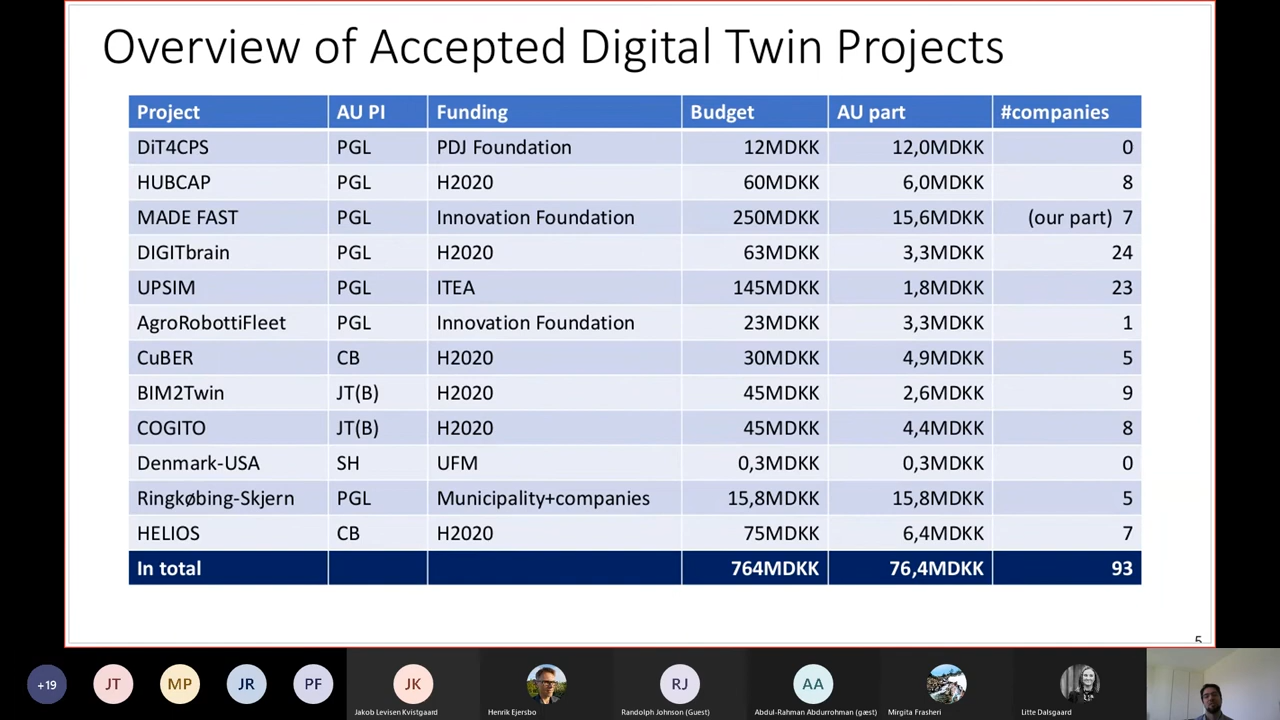 Overview of Accepted Digital Twin Projects
Project AU PI Funding Budget AU part #companies
DiT4CPS PGL PDJ Foundation 12MDKK 12,0MDKK 0
HUBCAP PGL H2020 60MDKK 6,0MDKK 8
MADE FAST PGL Innovation Foundation 250MDKK 15,6MDKK (our part) 7
DIGITbrain PGL H2020 63MDKK 3,3MDKK 24
UPSIM PGL ITEA 145MDKK 1,8MDKK 23
AgroRobottiFleet PGL Innovation Foundation 23MDKK 3,3MDKK 1
CuBER CB H2020 30MDKK 4,9MDKK 5
BIM2Twin JT(B) H2020 45MDKK 2,6MDKK 9
COGITO JT(B) H2020 45MDKK 4,4MDKK 8
Denmark-USA SH UFM 0,3MDKK 0,3MDKK 0
Ringkøbing-Skjern PGL Municipality+companies 15,8MDKK 15,8MDKK 5
HELIOS CB H2020 75MDKK 6,4MDKK 7
In total 764MDKK 76,4MDKK 93
5
+19 JT MP JR PF JK RJ AA
Jakob Levisen Kvistgaard Henrik Ejersbo Randolph Johnson (Guest) Abdul-Rahman Abdurrohman (gæst) Mirgita Frasheri Litte Dalsgaard